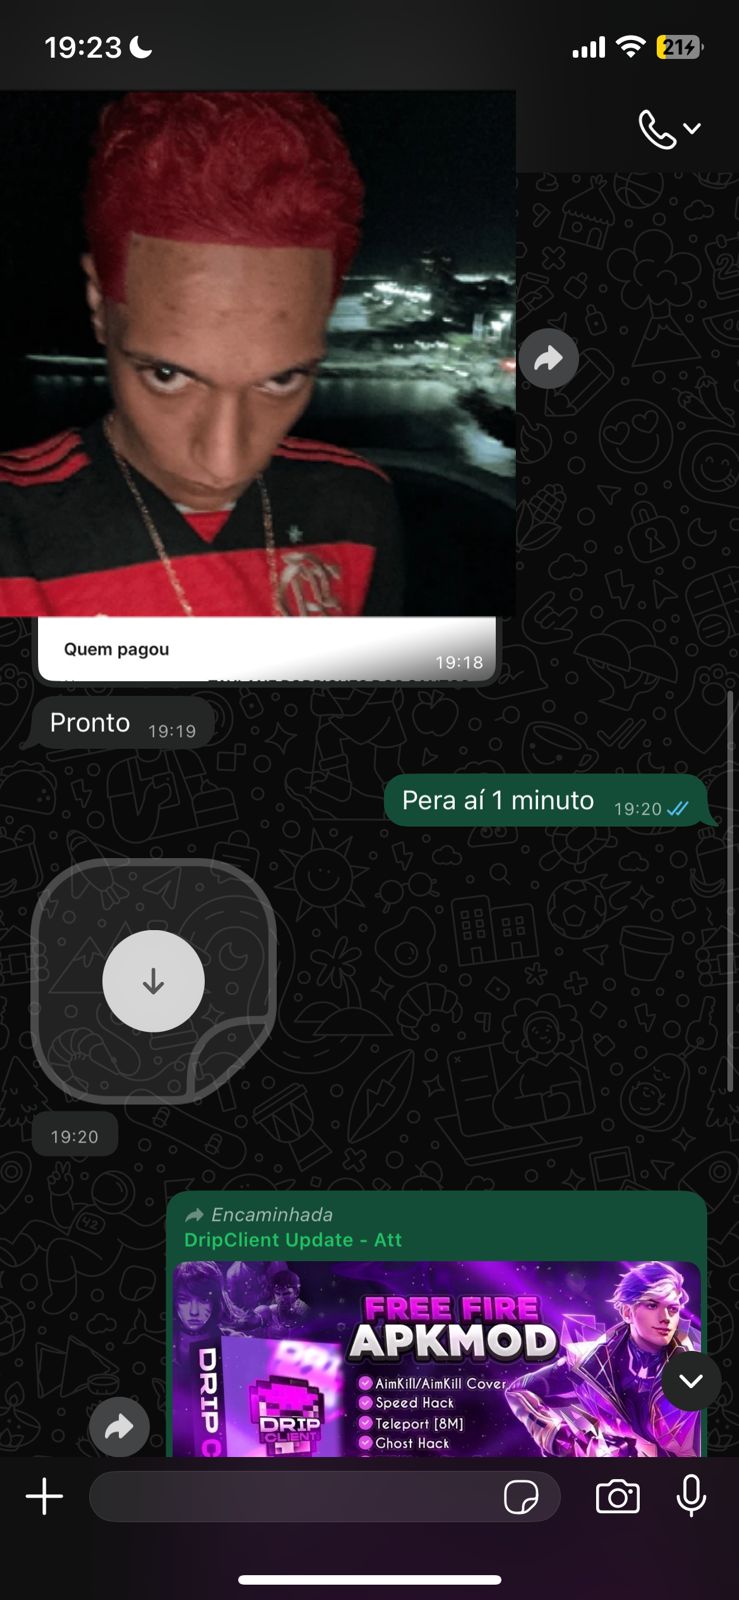 19:23
21
Quem pagou
19:18
Pronto 19:19
Pera aí 1 minuto 19:20
19:20
Encaminhada
DripClient Update - Att
FREE FIRE
APKMOD
AimKill/AimKill Cover
Speed Hack
Teleport [8M]
Ghost Hack
DRIP
DRIP
CLIENT